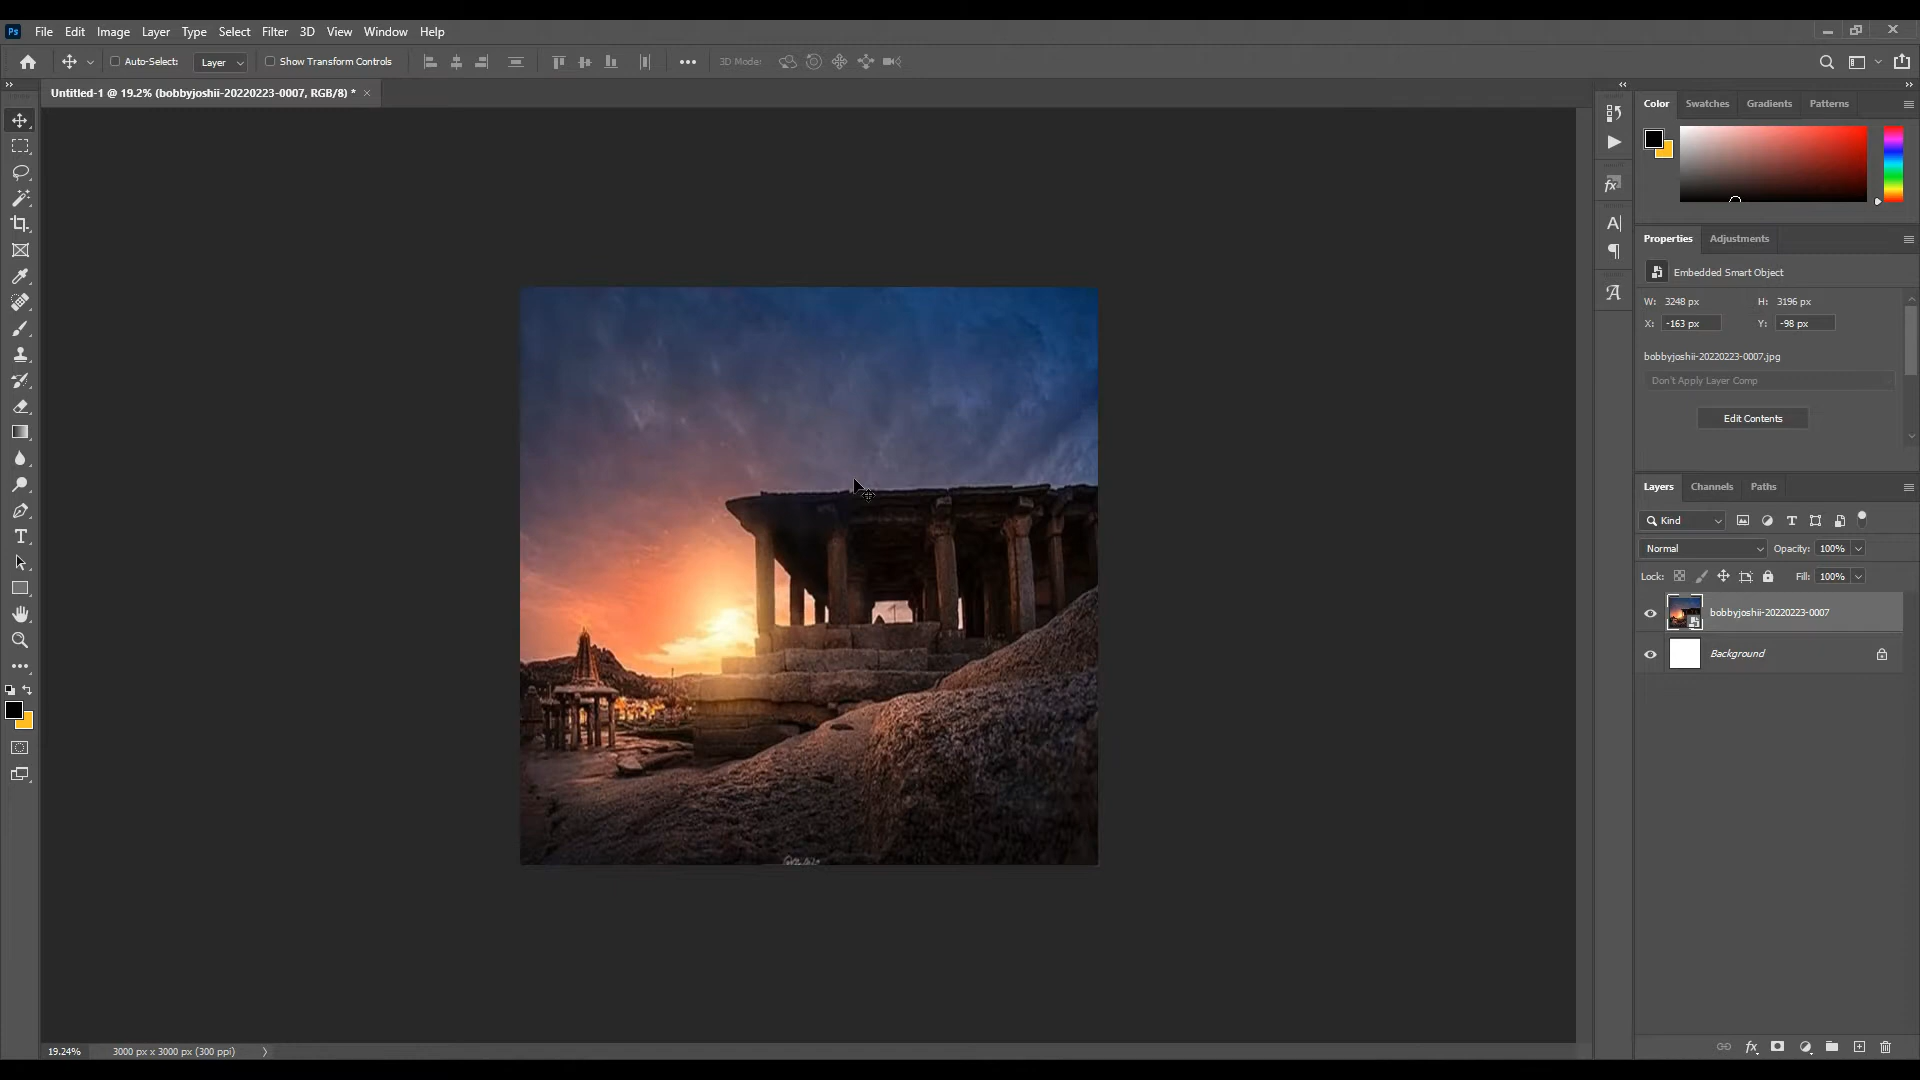 Ps File Edit Image Layer Type Select Filter 3D View Window Help
Auto-Select: Layer Show Transform Controls 3D Mode:
Untitled-1 @ 19.2% (bobbyjoshii-20220223-0007, RGB/8) *
Color Swatches Gradients Patterns
Properties Adjustments
Embedded Smart Object
W: 3248 px H: 3196 px
X: -163 px Y: -98 px
bobbyjoshii-20220223-0007.jpg
Don't Apply Layer Comp
Edit Contents
Layers Channels Paths
Kind
Normal Opacity: 100%
Lock: Fill: 100%
bobbyjoshii-20220223-0007
Background
19.24% 3000 px x 3000 px (300 ppi)